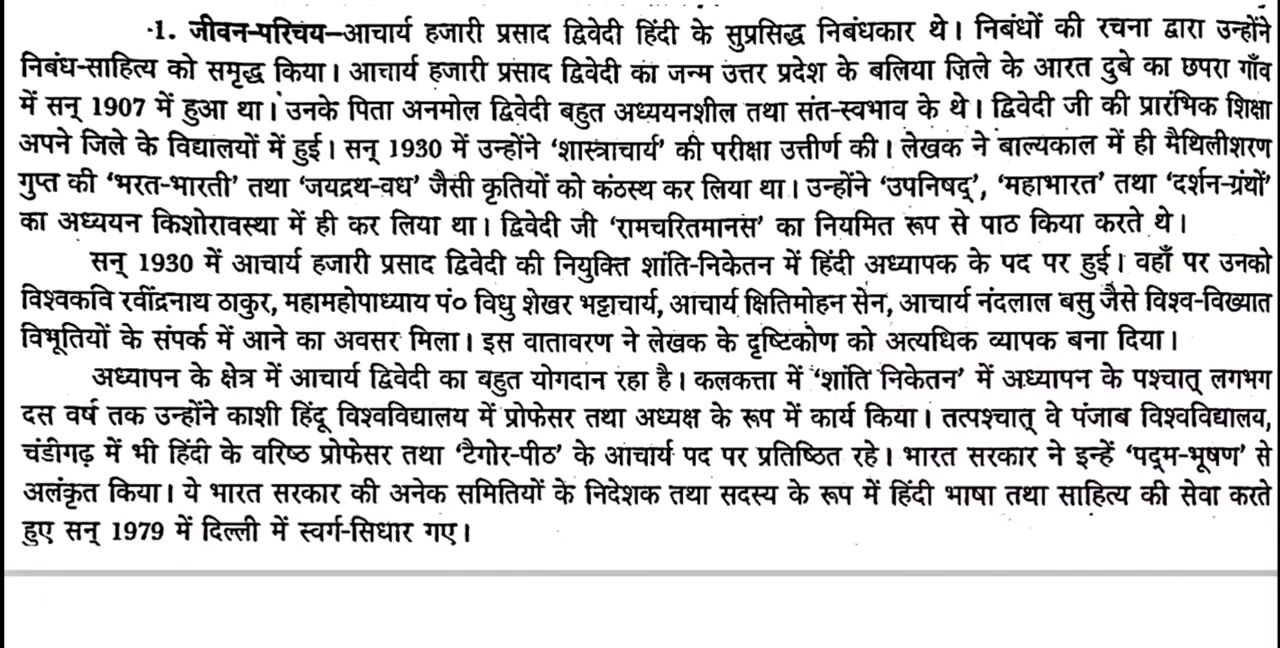 1. जीवन-परिचय–आचार्य हजारी प्रसाद द्विवेदी हिंदी के सुप्रसिद्ध निबंधकार थे। निबंधों की रचना द्वारा उन्होंने
निबंध-साहित्य को समृद्ध किया। आचार्य हजारी प्रसाद द्विवेदी का जन्म उत्तर प्रदेश के बलिया ज़िले के आरत दुबे का छपरा गाँव
में सन् 1907 में हुआ था। उनके पिता अनमोल द्विवेदी बहुत अध्ययनशील तथा संत-स्वभाव के थे। द्विवेदी जी की प्रारंभिक शिक्षा
अपने जिले के विद्यालयों में हुई। सन् 1930 में उन्होंने ‘शास्त्राचार्य’ की परीक्षा उत्तीर्ण की। लेखक ने बाल्यकाल में ही मैथिलीशरण
गुप्त की ‘भरत-भारती’ तथा ‘जयद्रथ-वध’ जैसी कृतियों को कंठस्थ कर लिया था। उन्होंने ‘उपनिषद्’, ‘महाभारत’ तथा ‘दर्शन-ग्रंथों’
का अध्ययन किशोरावस्था में ही कर लिया था। द्विवेदी जी ‘रामचरितमानस’ का नियमित रूप से पाठ किया करते थे।
सन् 1930 में आचार्य हजारी प्रसाद द्विवेदी की नियुक्ति शांति-निकेतन में हिंदी अध्यापक के पद पर हुई। वहाँ पर उनको
विश्वकवि रवींद्रनाथ ठाकुर, महामहोपाध्याय पं० विधु शेखर भट्टाचार्य, आचार्य क्षितिमोहन सेन, आचार्य नंदलाल बसु जैसे विश्व-विख्यात
विभूतियों के संपर्क में आने का अवसर मिला। इस वातावरण ने लेखक के दृष्टिकोण को अत्यधिक व्यापक बना दिया।
अध्यापन के क्षेत्र में आचार्य द्विवेदी का बहुत योगदान रहा है। कलकत्ता में ‘शांति निकेतन’ में अध्यापन के पश्चात् लगभग
दस वर्ष तक उन्होंने काशी हिंदू विश्वविद्यालय में प्रोफेसर तथा अध्यक्ष के रूप में कार्य किया। तत्पश्चात् वे पंजाब विश्वविद्यालय,
चंडीगढ़ में भी हिंदी के वरिष्ठ प्रोफेसर तथा ‘टैगोर-पीठ’ के आचार्य पद पर प्रतिष्ठित रहे। भारत सरकार ने इन्हें ‘पद्म-भूषण’ से
अलंकृत किया। ये भारत सरकार की अनेक समितियों के निदेशक तथा सदस्य के रूप में हिंदी भाषा तथा साहित्य की सेवा करते
हुए सन् 1979 में दिल्ली में स्वर्ग-सिधार गए।